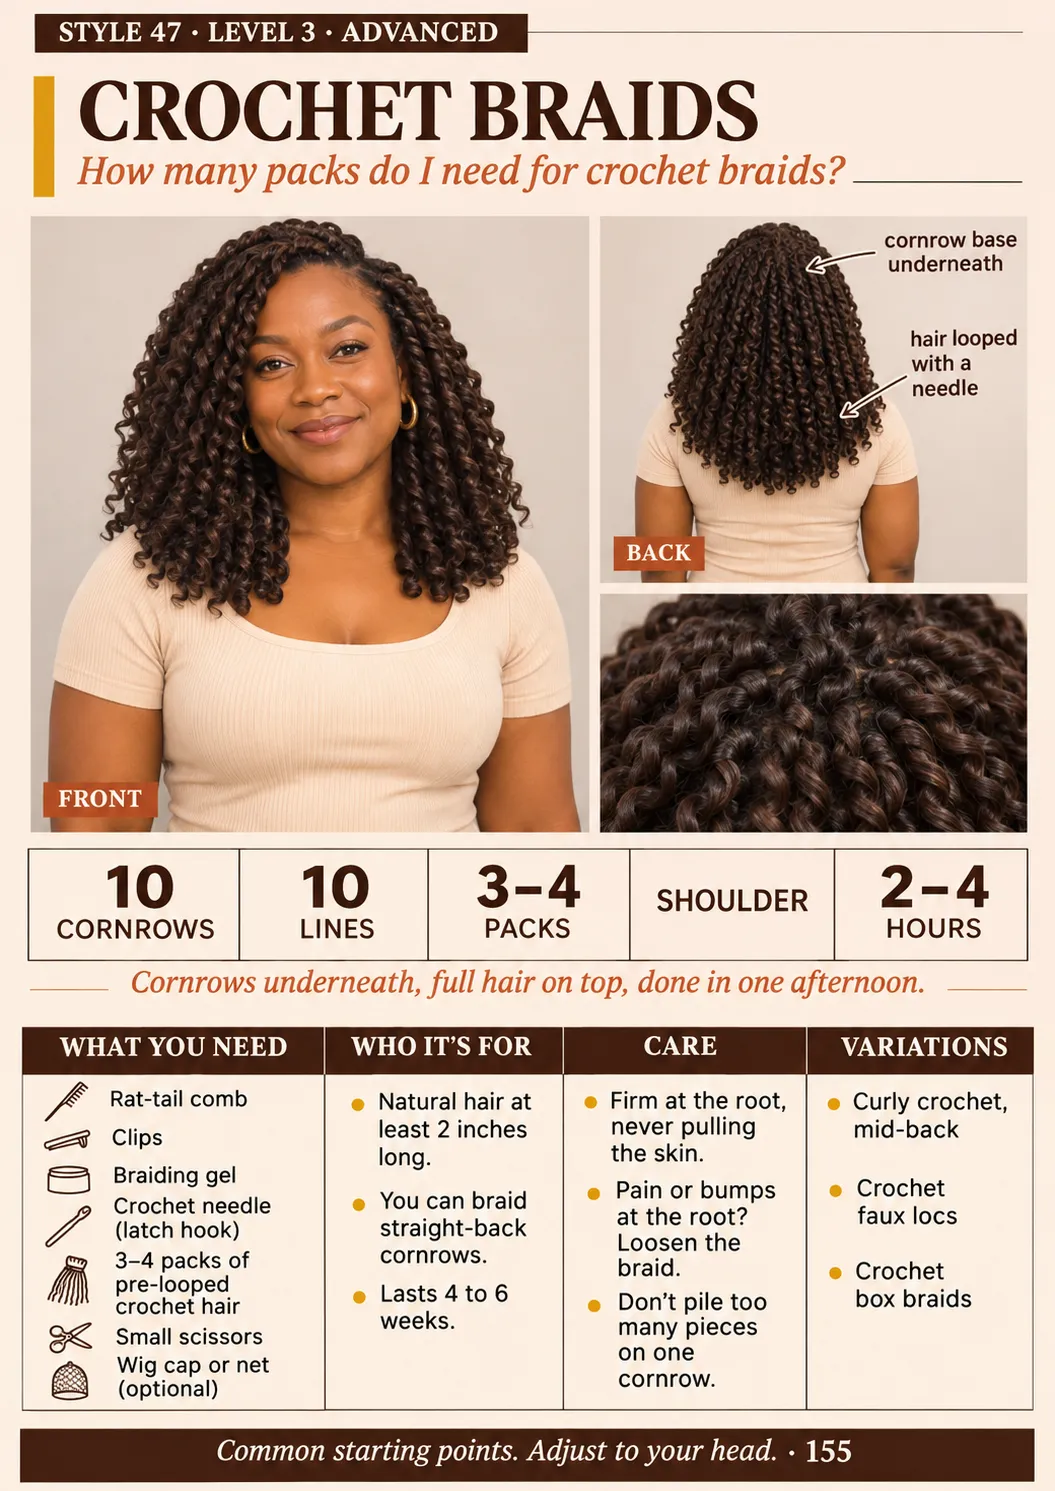 STYLE 47 · LEVEL 3 · ADVANCED
CROCHET BRAIDS
How many packs do I need for crochet braids?
cornrow base
underneath
hair looped
with a
needle
BACK
FRONT
10
CORNROWS
10
LINES
3–4
PACKS
SHOULDER
2–4
HOURS
Cornrows underneath, full hair on top, done in one afternoon.
WHAT YOU NEED
Rat-tail comb
Clips
Braiding gel
Crochet needle
(latch hook)
3–4 packs of
pre-looped
crochet hair
Small scissors
Wig cap or net
(optional)
WHO IT'S FOR
Natural hair at
least 2 inches
long.
You can braid
straight-back
cornrows.
Lasts 4 to 6
weeks.
CARE
Firm at the root,
never pulling
the skin.
Pain or bumps
at the root?
Loosen the
braid.
Don't pile too
many pieces
on one
cornrow.
VARIATIONS
Curly crochet,
mid-back
Crochet
faux locs
Crochet
box braids
Common starting points. Adjust to your head. · 155